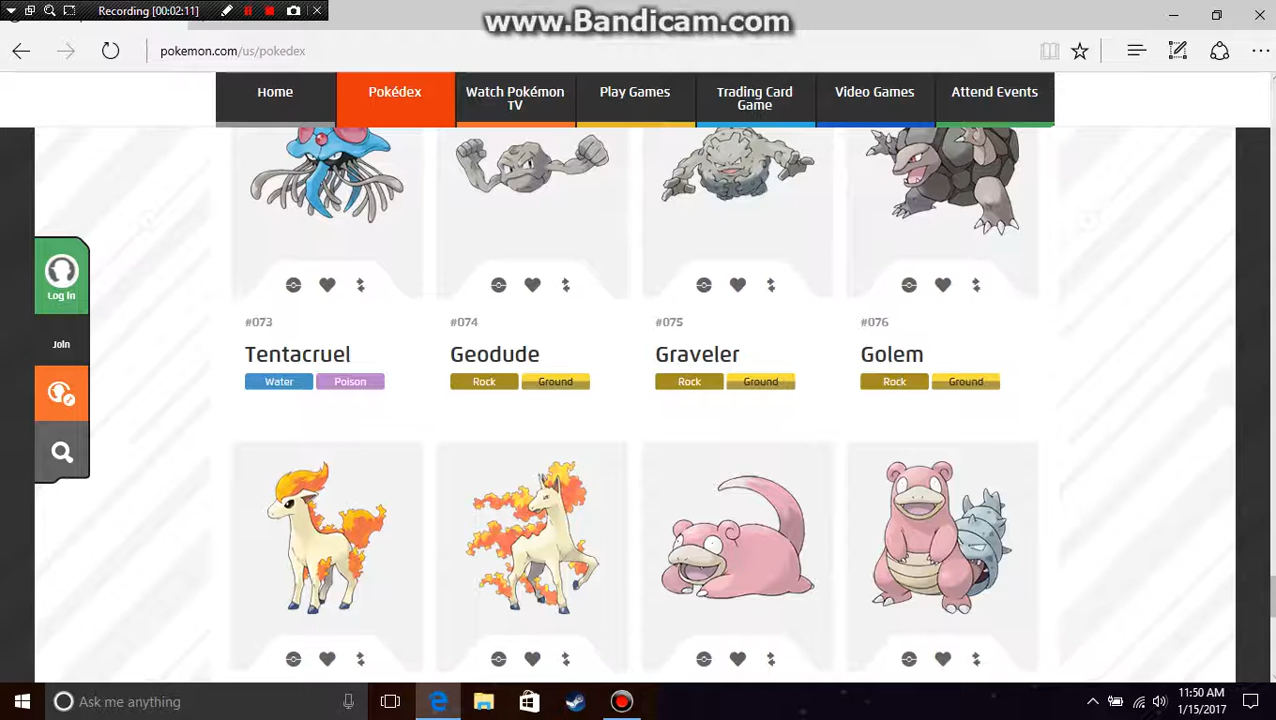 Recording [00:02:11]
www.Bandicam.com
pokemon.com/us/pokedex
Home
Pokédex
Watch Pokémon TV
Play Games
Trading Card Game
Video Games
Attend Events
Log In
Join
#073
Tentacruel
Water Poison
#074
Geodude
Rock Ground
#075
Graveler
Rock Ground
#076
Golem
Rock Ground
Ask me anything
11:50 AM
1/15/2017